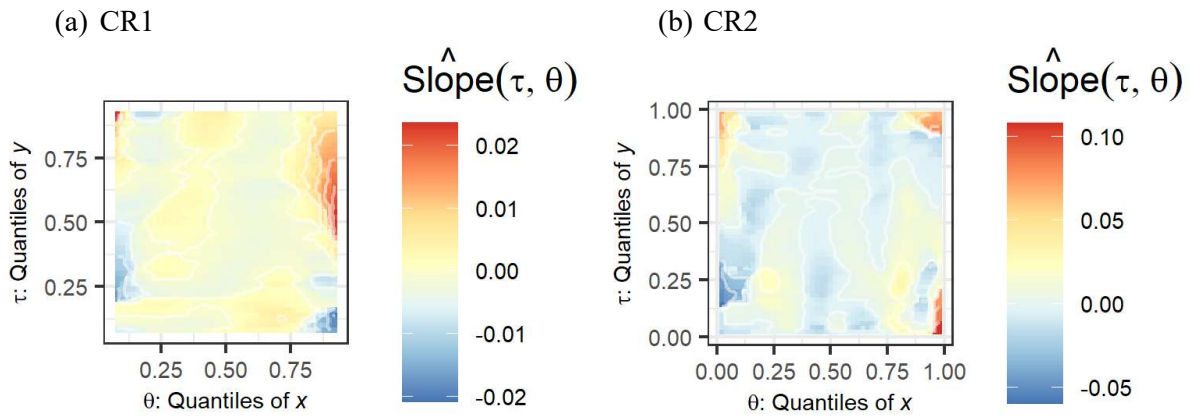 (a) CR1
Slôpe(τ, θ)
0.02
0.01
0.00
-0.01
-0.02
τ: Quantiles of y
0.75
0.50
0.25
0.25 0.50 0.75
θ: Quantiles of x
(b) CR2
Slôpe(τ, θ)
0.10
0.05
0.00
-0.05
τ: Quantiles of y
1.00
0.75
0.50
0.25
0.00
0.00 0.25 0.50 0.75 1.00
θ: Quantiles of x